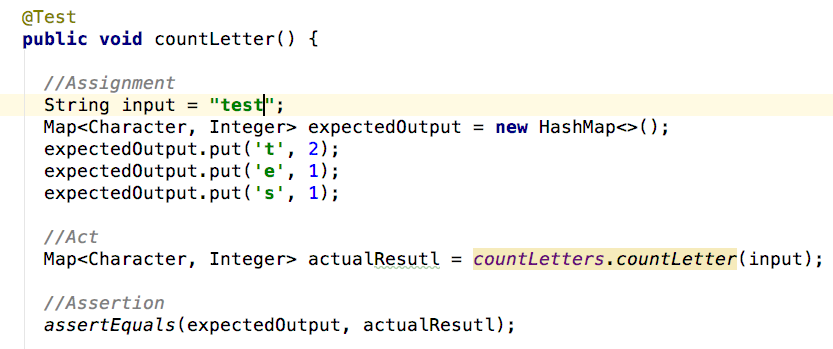 @Test
public void countLetter() {
//Assignment
String input = "test";
Map<Character, Integer> expectedOutput = new HashMap<>();
expectedOutput.put('t', 2);
expectedOutput.put('e', 1);
expectedOutput.put('s', 1);
//Act
Map<Character, Integer> actualResutl = countLetters.countLetter(input);
//Assertion
assertEquals(expectedOutput, actualResutl);